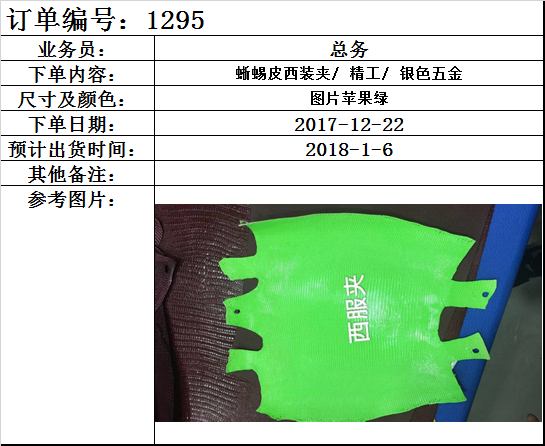 订单编号：1295
业务员： 总务
下单内容： 蜥蜴皮西装夹/ 精工/ 银色五金
尺寸及颜色： 图片苹果绿
下单日期： 2017-12-22
预计出货时间： 2018-1-6
其他备注：
参考图片：
西服夹